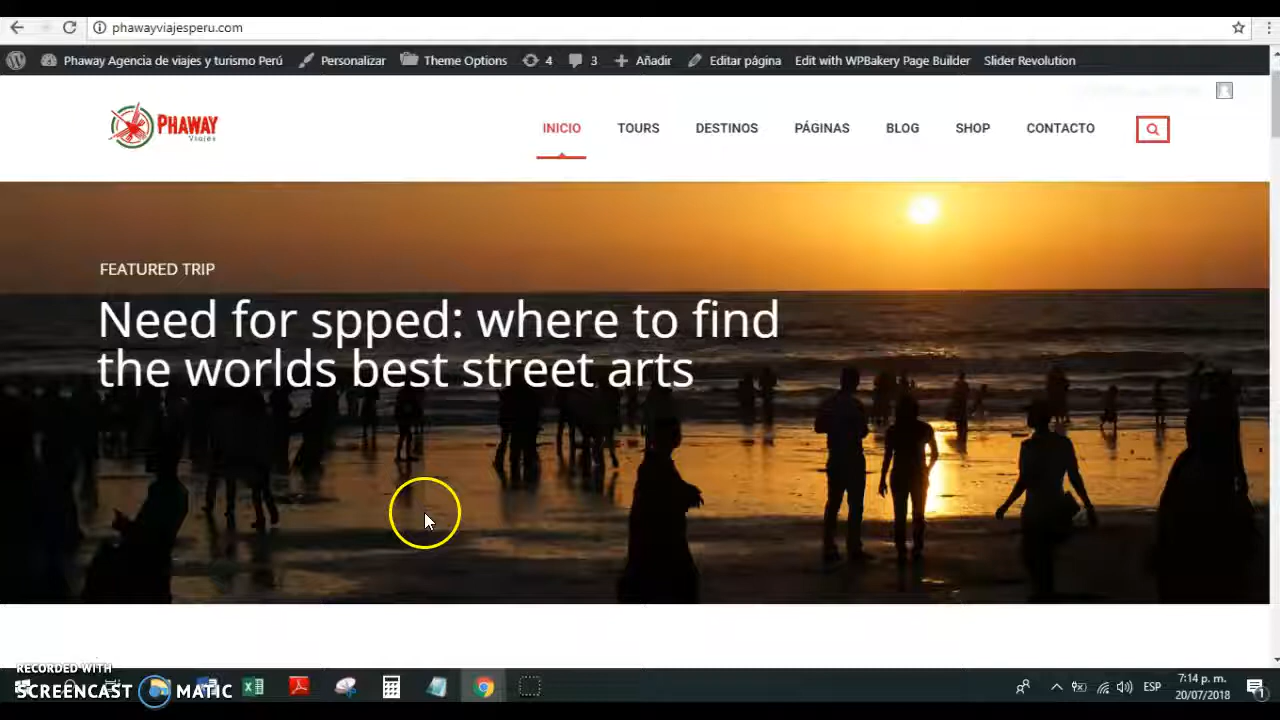 phawayviajesperu.com
Phaway Agencia de viajes y turismo Perú Personalizar Theme Options 4 3 Añadir Editar página Edit with WPBakery Page Builder Slider Revolution
PHAWAY
Viajes
INICIO TOURS DESTINOS PÁGINAS BLOG SHOP CONTACTO
FEATURED TRIP
Need for spped: where to find
the worlds best street arts
RECORDED WITH
SCREENCAST MATIC
ESP
7:14 p. m.
20/07/2018
1